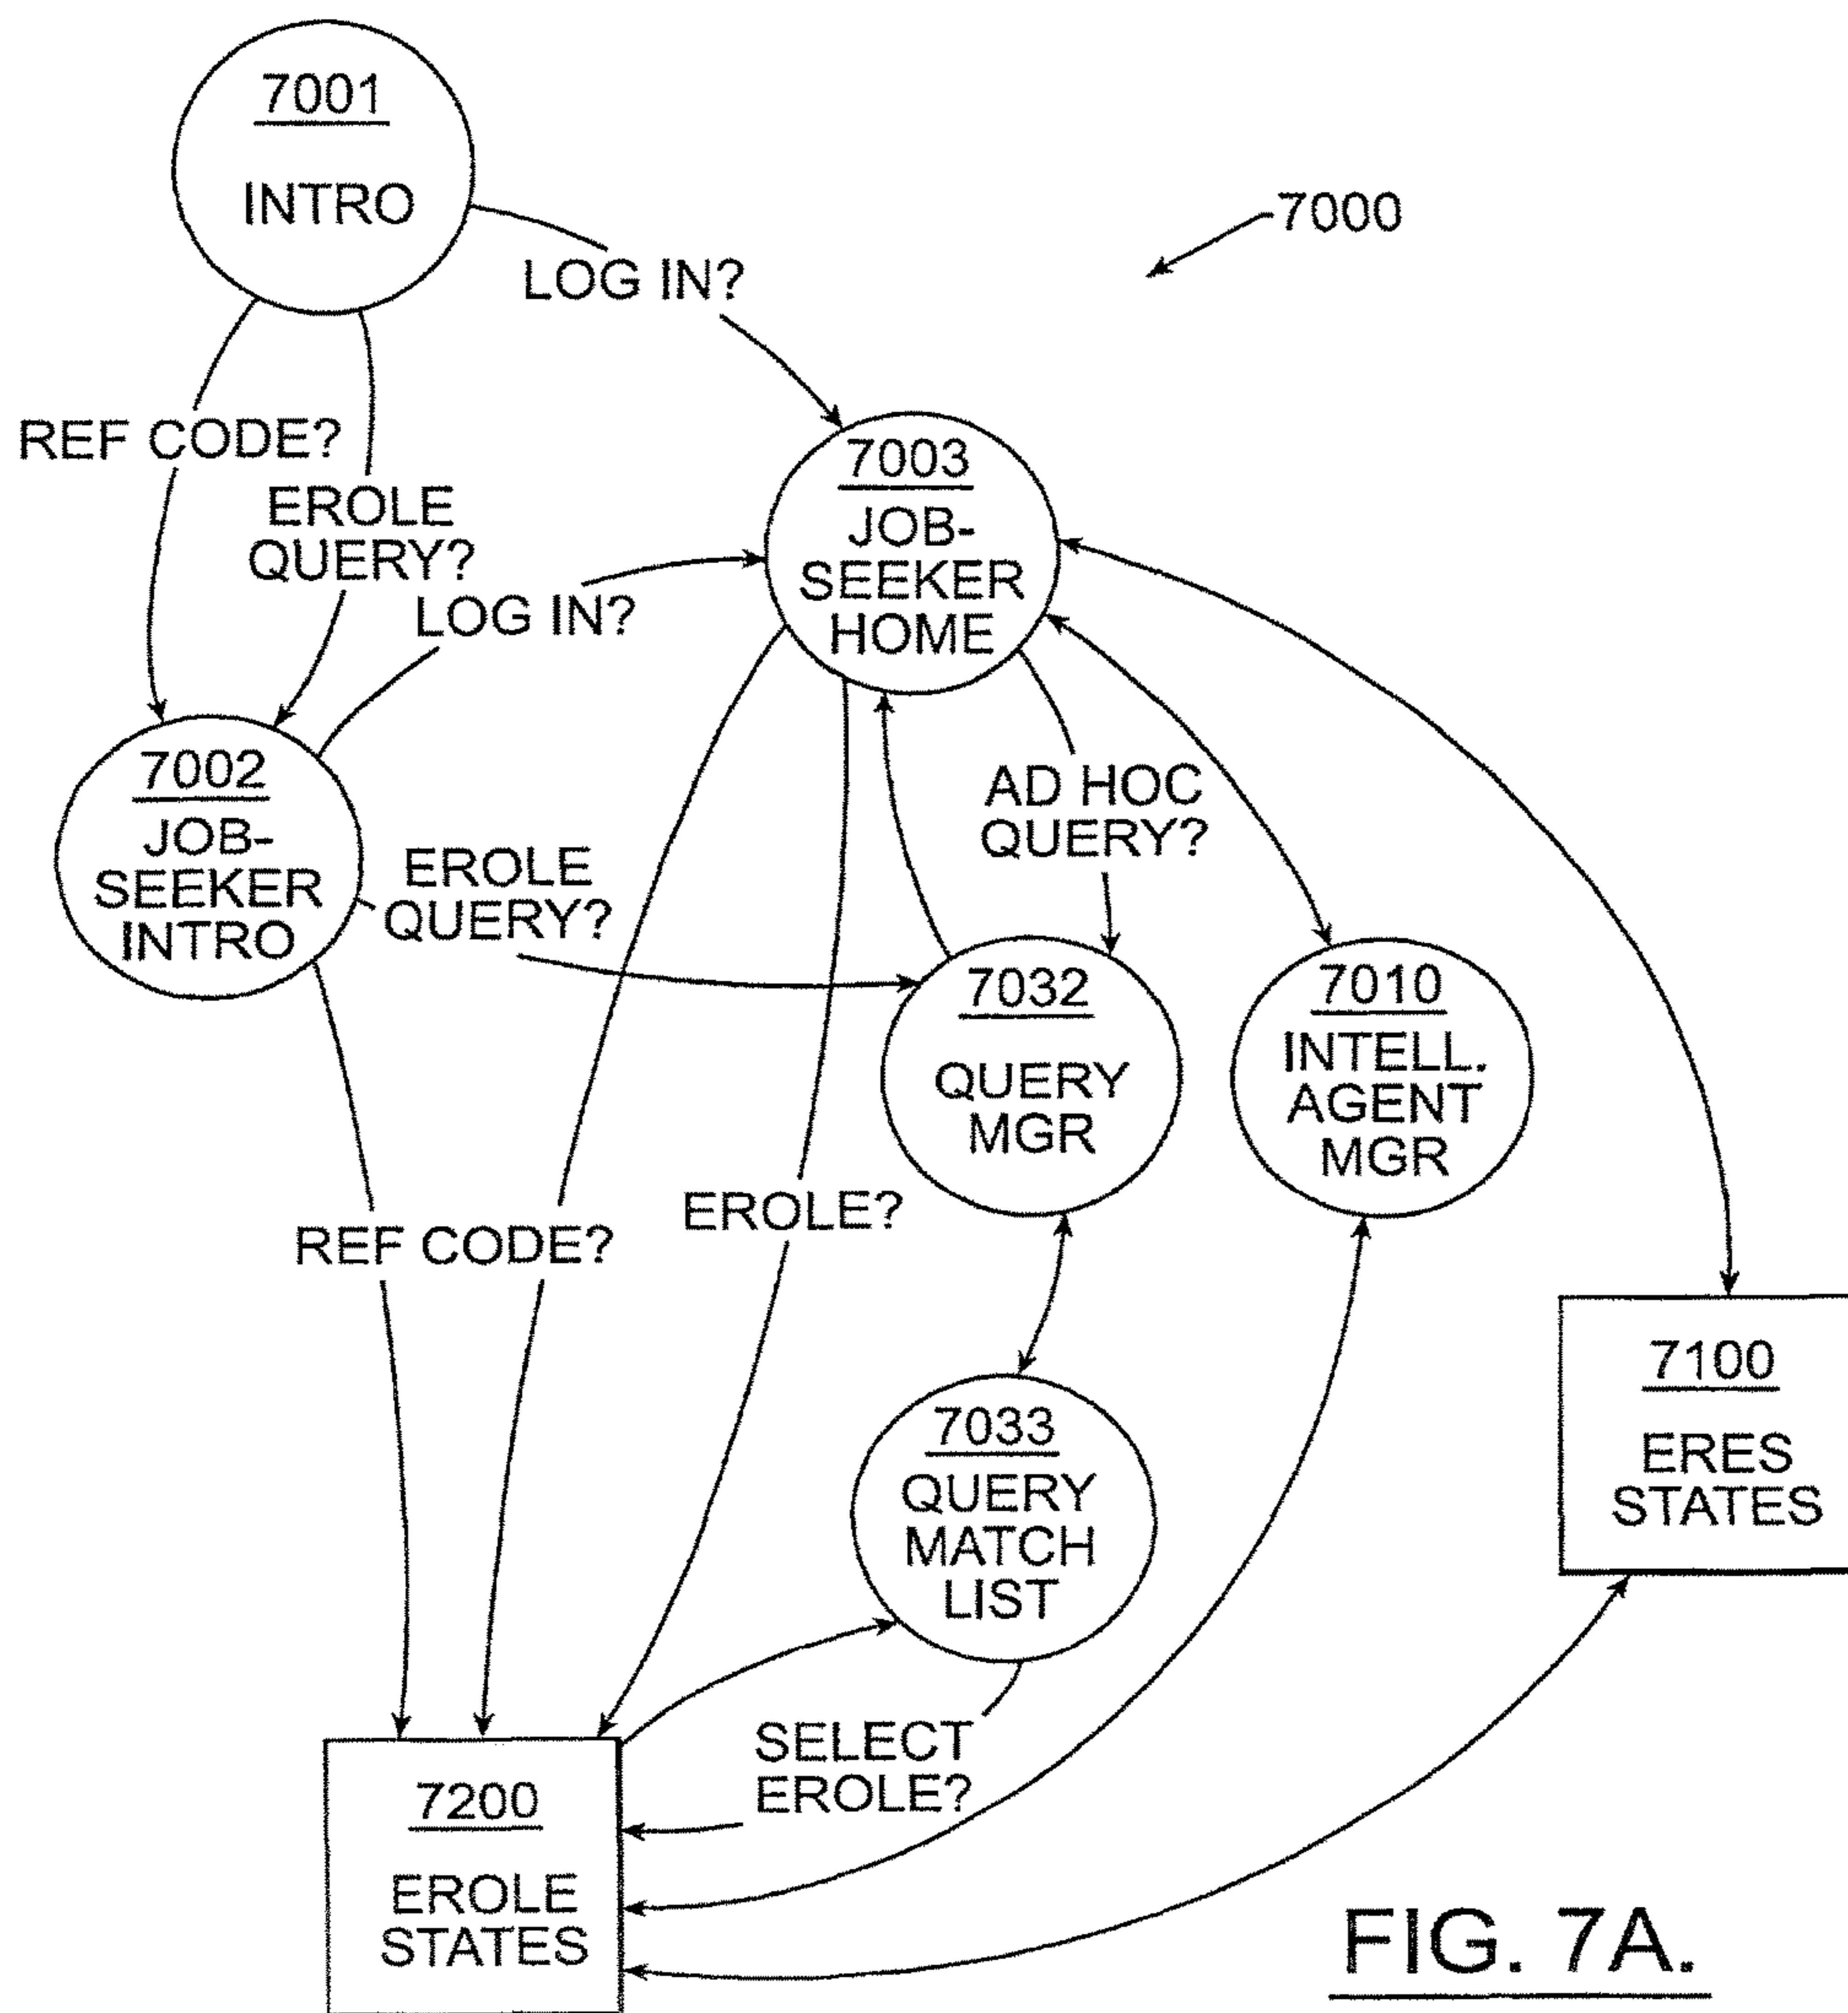 7001
INTRO
7000
LOG IN?
REF CODE?
EROLE
QUERY?
LOG IN?
7003
JOB-
SEEKER
HOME
7002
JOB-
SEEKER
INTRO
EROLE
QUERY?
AD HOC
QUERY?
7032
QUERY
MGR
7010
INTELL.
AGENT
MGR
REF CODE?
EROLE?
7100
ERES
STATES
7033
QUERY
MATCH
LIST
SELECT
EROLE?
7200
EROLE
STATES
FIG. 7A.